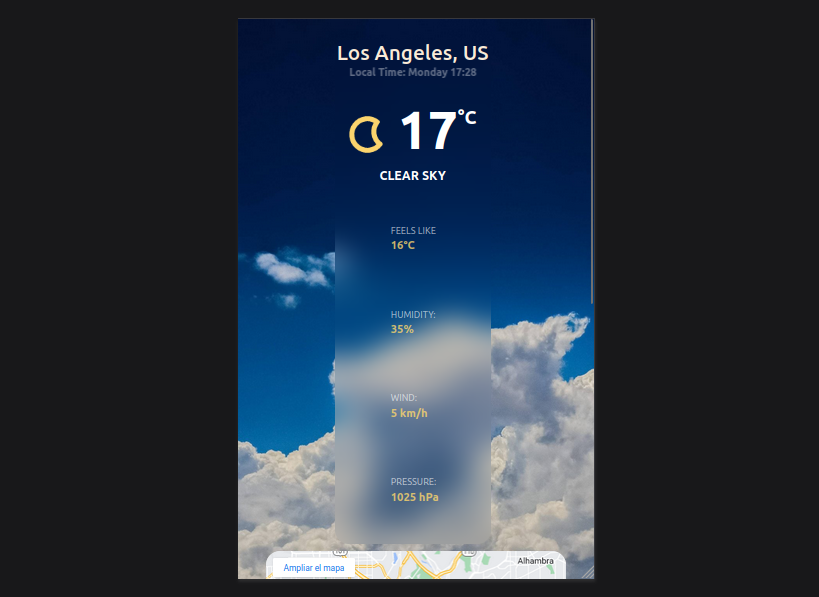 Los Angeles, US
Local Time: Monday 17:28
17°C
CLEAR SKY
FEELS LIKE
16°C
HUMIDITY:
35%
WIND:
5 km/h
PRESSURE:
1025 hPa
Alhambra
Ampliar el mapa